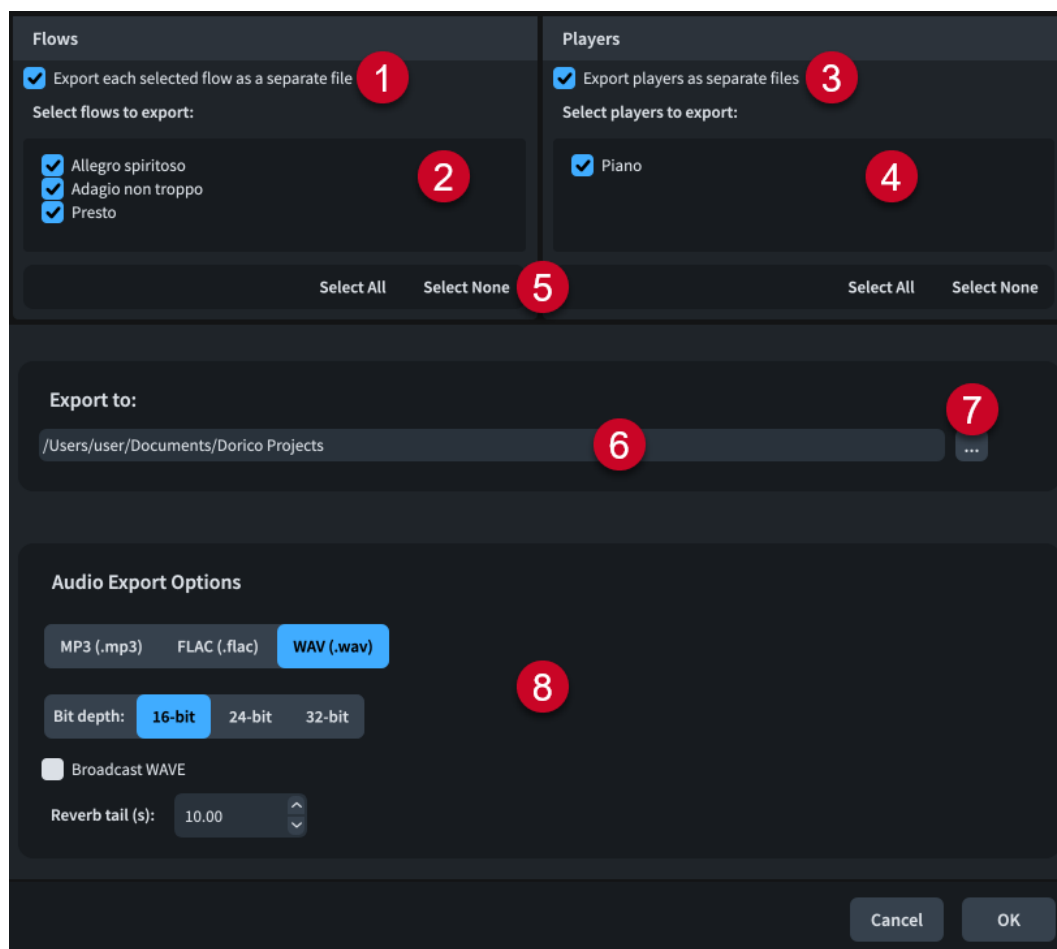 Flows
Export each selected flow as a separate file
1
Select flows to export:
Allegro spiritoso
Adagio non troppo
Presto
2
Select All
Select None
5
Players
Export players as separate files
3
Select players to export:
Piano
4
Select All
Select None
Export to:
7
/Users/user/Documents/Dorico Projects
6
...
Audio Export Options
MP3 (.mp3)
FLAC (.flac)
WAV (.wav)
8
Bit depth:
16-bit
24-bit
32-bit
Broadcast WAVE
Reverb tail (s):
10.00
Cancel
OK